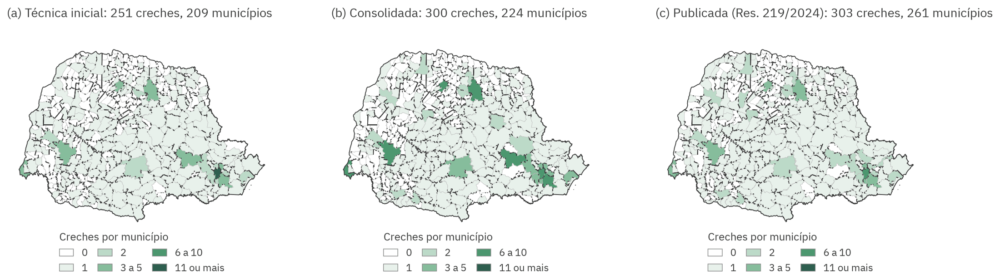 (a) Técnica inicial: 251 creches, 209 municípios
(b) Consolidada: 300 creches, 224 municípios
(c) Publicada (Res. 219/2024): 303 creches, 261 municípios
Creches por município
0 2 6 a 10
1 3 a 5 11 ou mais
Creches por município
0 2 6 a 10
1 3 a 5 11 ou mais
Creches por município
0 2 6 a 10
1 3 a 5 11 ou mais